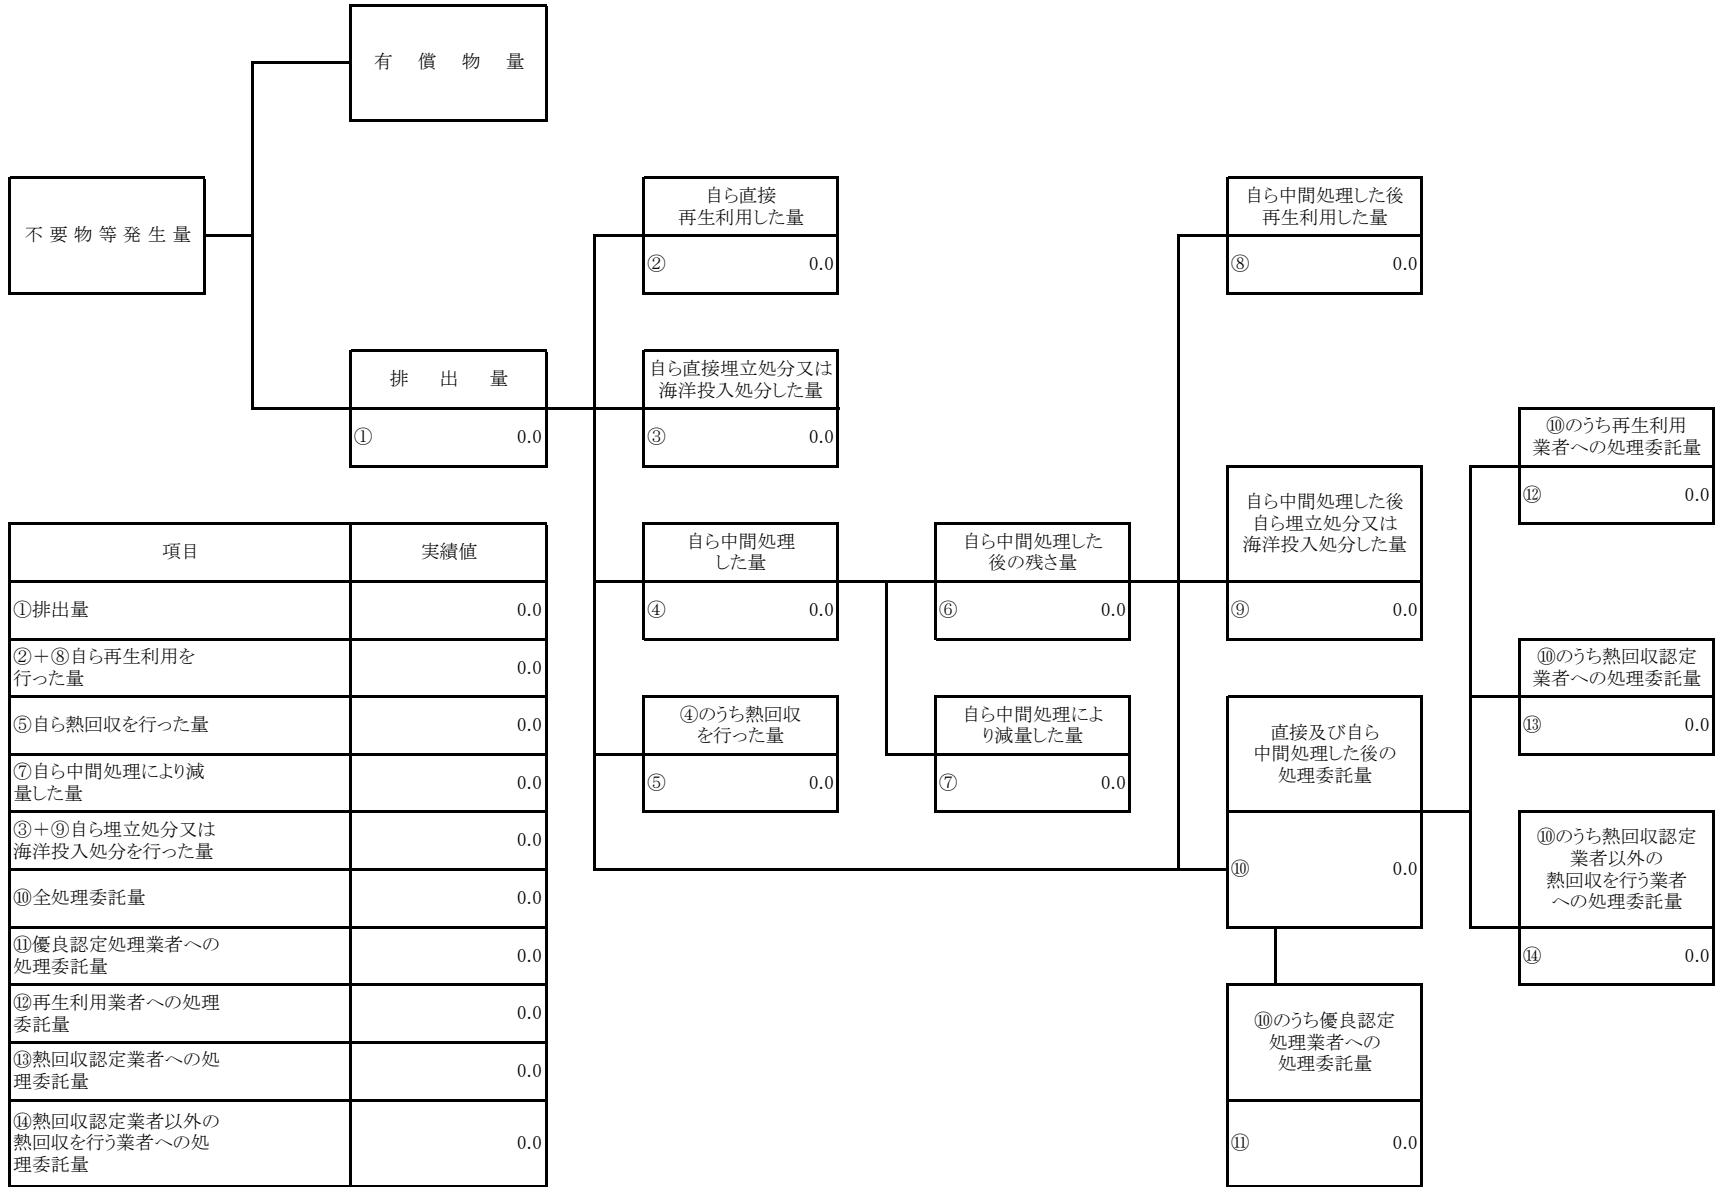 有償物量
不要物等発生量
排出量
① 0.0
自ら直接
再生利用した量
② 0.0
自ら直接埋立処分又は
海洋投入処分した量
③ 0.0
自ら中間処理
した量
④ 0.0
④のうち熱回収
を行った量
⑤ 0.0
自ら中間処理した
後の残さ量
⑥ 0.0
自ら中間処理によ
り減量した量
⑦ 0.0
自ら中間処理した後
再生利用した量
⑧ 0.0
自ら中間処理した後
自ら埋立処分又は
海洋投入処分した量
⑨ 0.0
直接及び自ら
中間処理した後の
処理委託量
⑩ 0.0
⑩のうち優良認定
処理業者への
処理委託量
⑪ 0.0
⑩のうち再生利用
業者への処理委託量
⑫ 0.0
⑩のうち熱回収認定
業者への処理委託量
⑬ 0.0
⑩のうち熱回収認定
業者以外の
熱回収を行う業者
への処理委託量
⑭ 0.0
項目 実績値
①排出量 0.0
②＋⑧自ら再生利用を
行った量 0.0
⑤自ら熱回収を行った量 0.0
⑦自ら中間処理により減
量した量 0.0
③＋⑨自ら埋立処分又は
海洋投入処分を行った量 0.0
⑩全処理委託量 0.0
⑪優良認定処理業者への
処理委託量 0.0
⑫再生利用業者への処理
委託量 0.0
⑬熱回収認定業者への処
理委託量 0.0
⑭熱回収認定業者以外の
熱回収を行う業者への処
理委託量 0.0